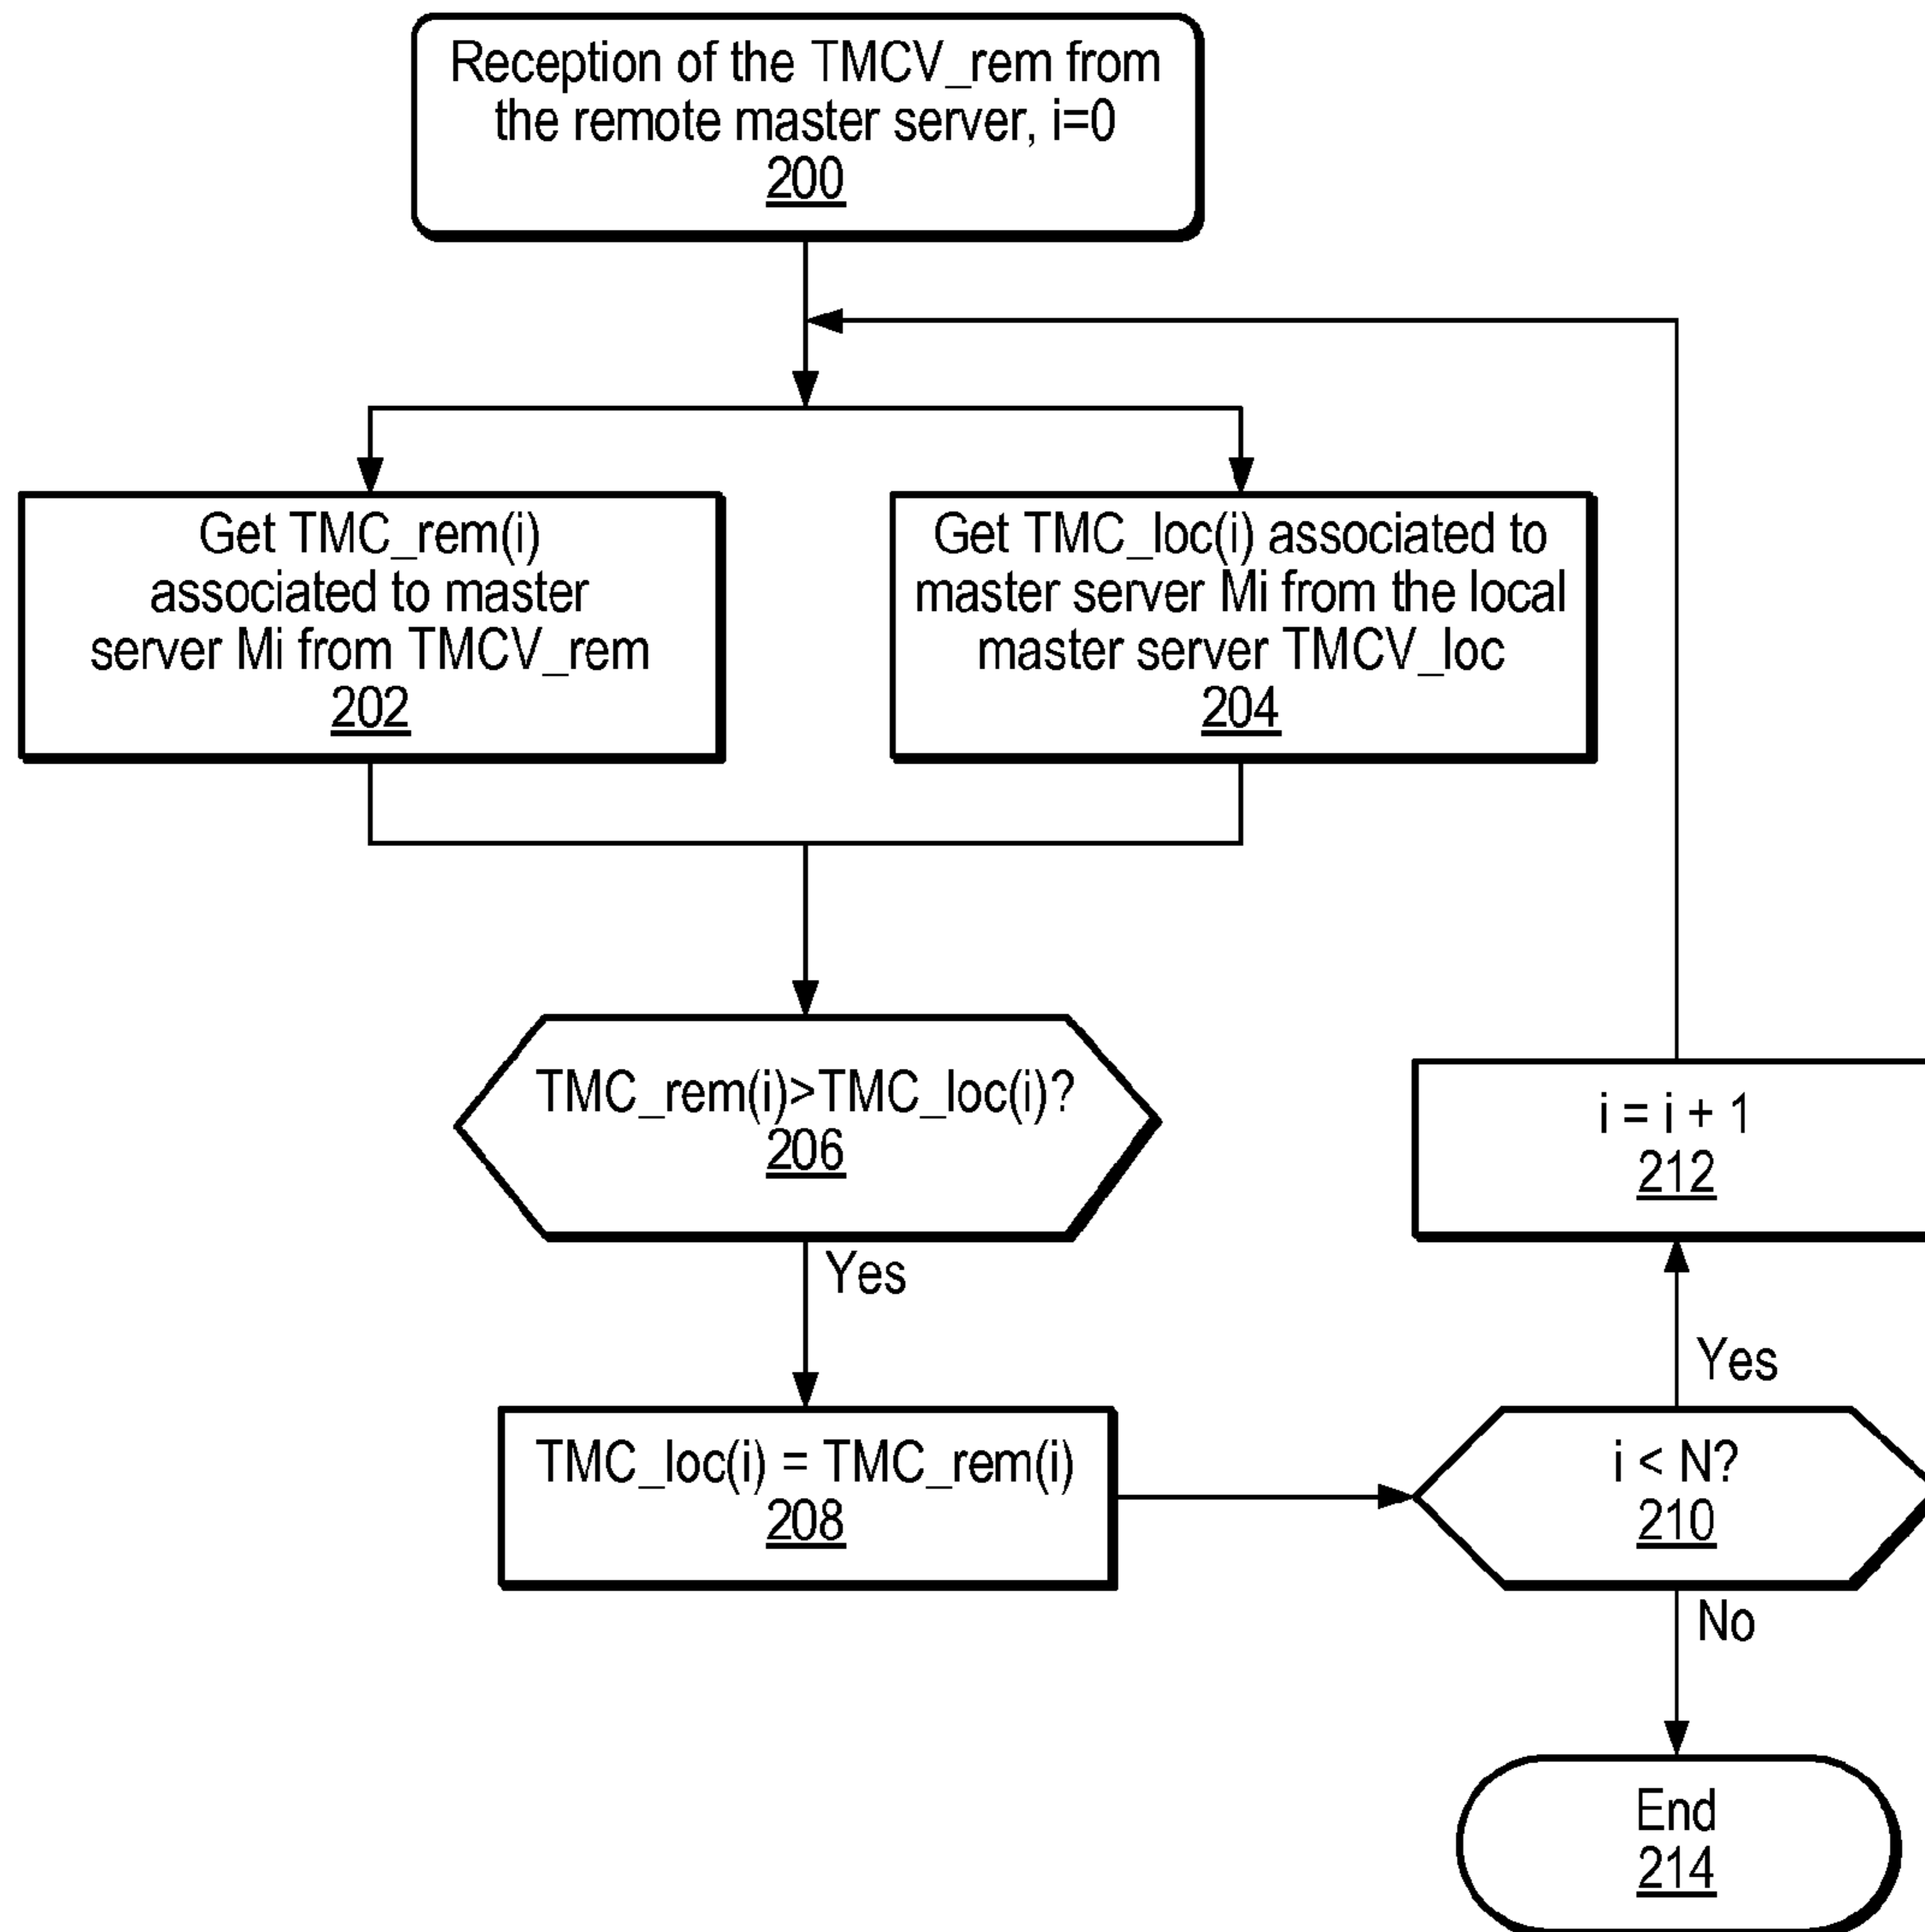 Reception of the TMCV_rem from
the remote master server, i=0
200
Get TMC_rem(i)
associated to master
server Mi from TMCV_rem
202
Get TMC_loc(i) associated to
master server Mi from the local
master server TMCV_loc
204
TMC_rem(i)>TMC_loc(i)?
206
Yes
TMC_loc(i) = TMC_rem(i)
208
i = i + 1
212
Yes
i < N?
210
No
End
214